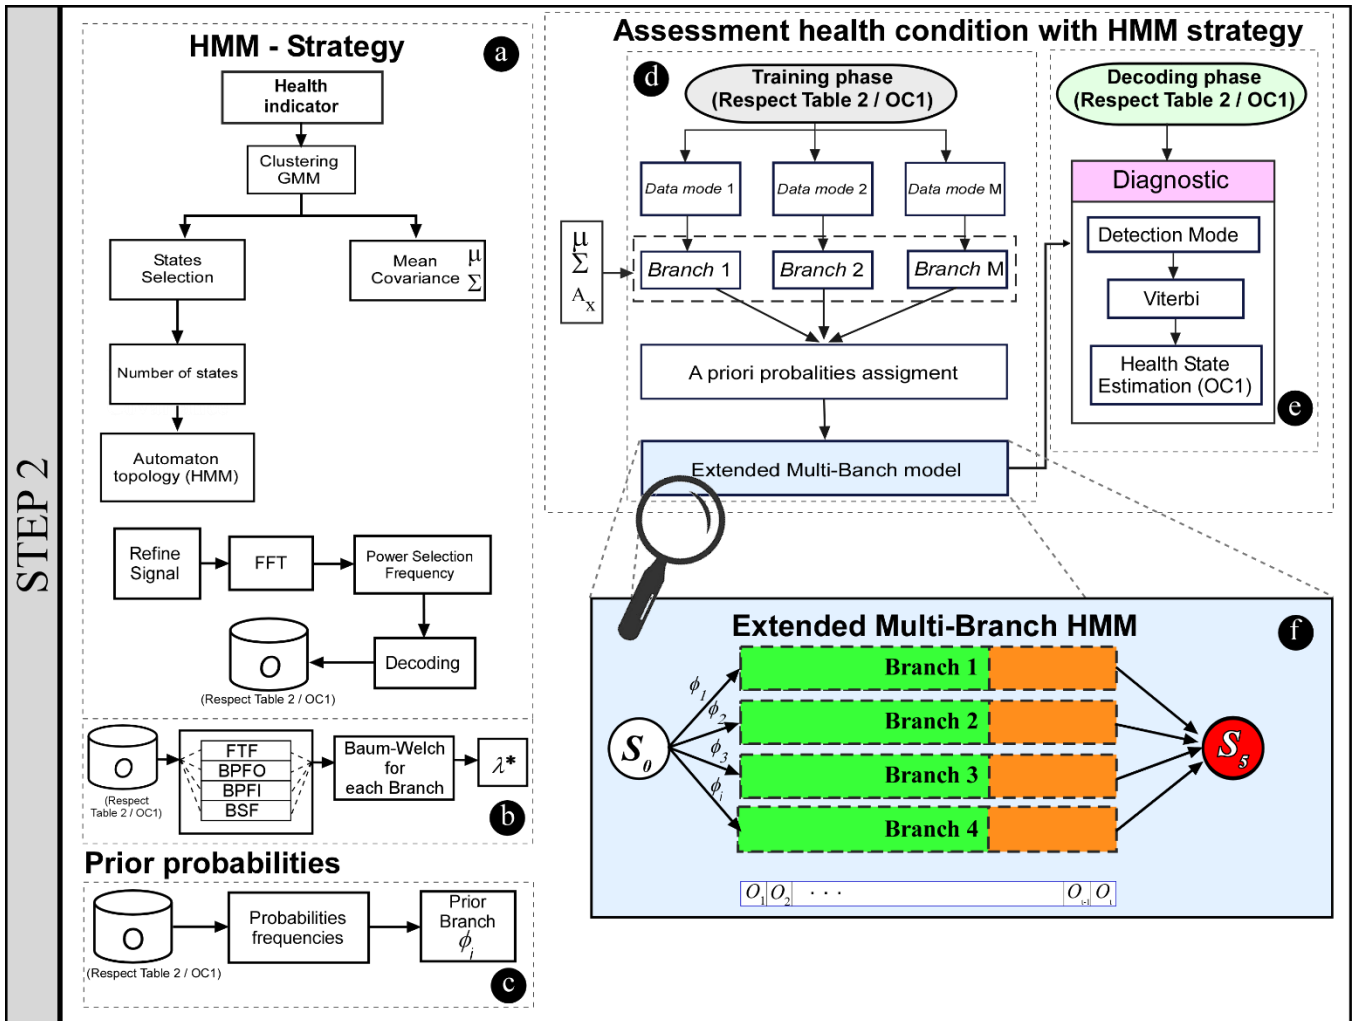 STEP 2
HMM - Strategy
a
Health
indicator
Clustering
GMM
States
Selection
Mean
Covariance
μ
Σ
Number of states
Automaton
topology (HMM)
Refine
Signal
FFT
Power Selection
Frequency
Decoding
O
(Respect Table 2 / OC1)
O
(Respect
Table 2 / OC1)
FTF
BPFO
BPFI
BSF
Baum-Welch
for
each Branch
λ*
b
Prior probabilities
O
(Respect Table 2 / OC1)
Probabilities
frequencies
Prior
Branch
ϕi
c
Assessment health condition with HMM strategy
d
Training phase
(Respect Table 2 / OC1)
Data mode 1
Data mode 2
Data mode M
μ
Σ
Ax
Branch 1
Branch 2
Branch M
A priori probalities assigment
Extended Multi-Banch model
Decoding phase
(Respect Table 2 / OC1)
Diagnostic
Detection Mode
Viterbi
Health State
Estimation (OC1)
e
Extended Multi-Branch HMM
f
S0
ϕ1
ϕ2
ϕ3
ϕi
Branch 1
Branch 2
Branch 3
Branch 4
S5
O1 O2 · · · Ot-1 Ot